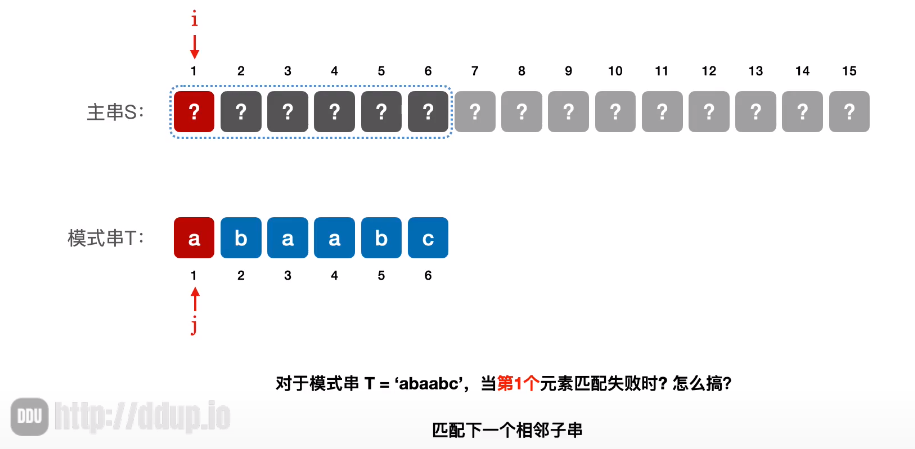 i
1 2 3 4 5 6 7 8 9 10 11 12 13 14 15
主串S: ? ? ? ? ? ? ? ? ? ? ? ? ? ? ?
模式串T: a b a a b c
1 2 3 4 5 6
j
对于模式串 T = ‘abaabc’，当第1个元素匹配失败时? 怎么搞?
DDU http://ddup.io
匹配下一个相邻子串